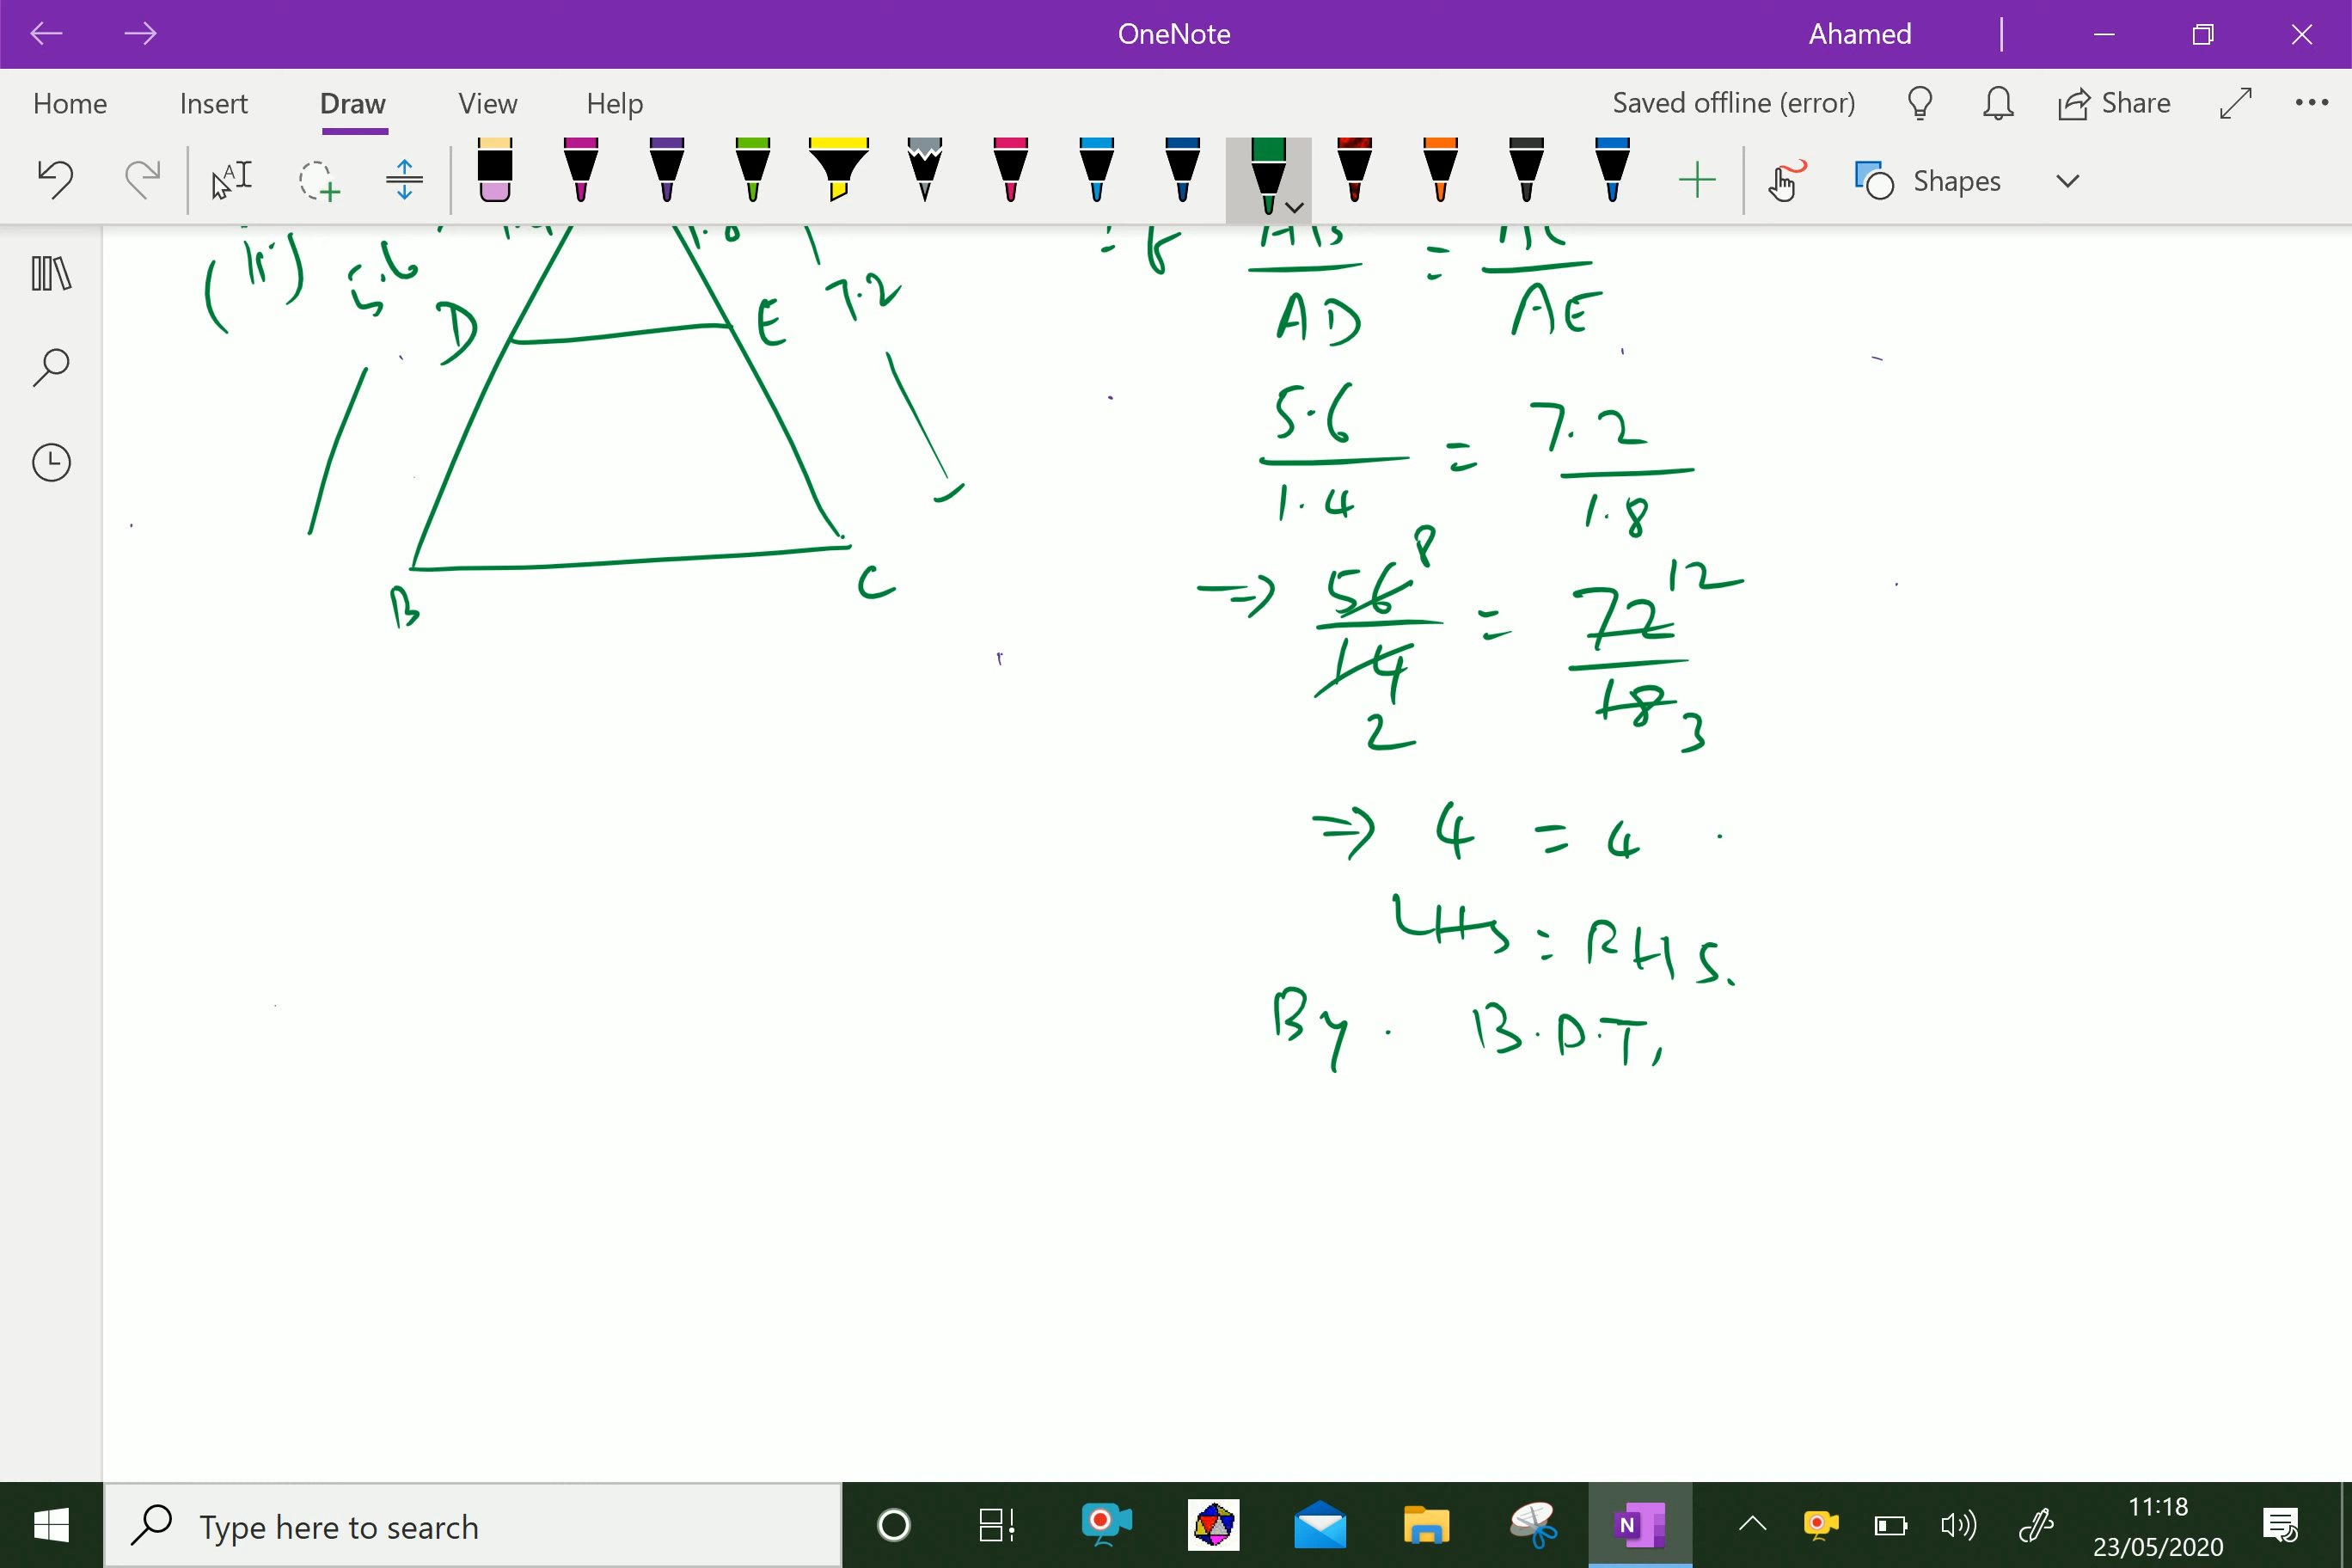 OneNote
Ahamed
Home Insert Draw View Help
Saved offline (error) Share
Shapes
(ii) 5.6
D E 7.2
B C
AD = AE
5.6 / 1.4 = 7.2 / 1.8
⇒ 56 8 / 14 2 = 72 12 / 18 3
⇒ 4 = 4
LHS = RHS.
By. B.D.T,
Type here to search
11:18
23/05/2020